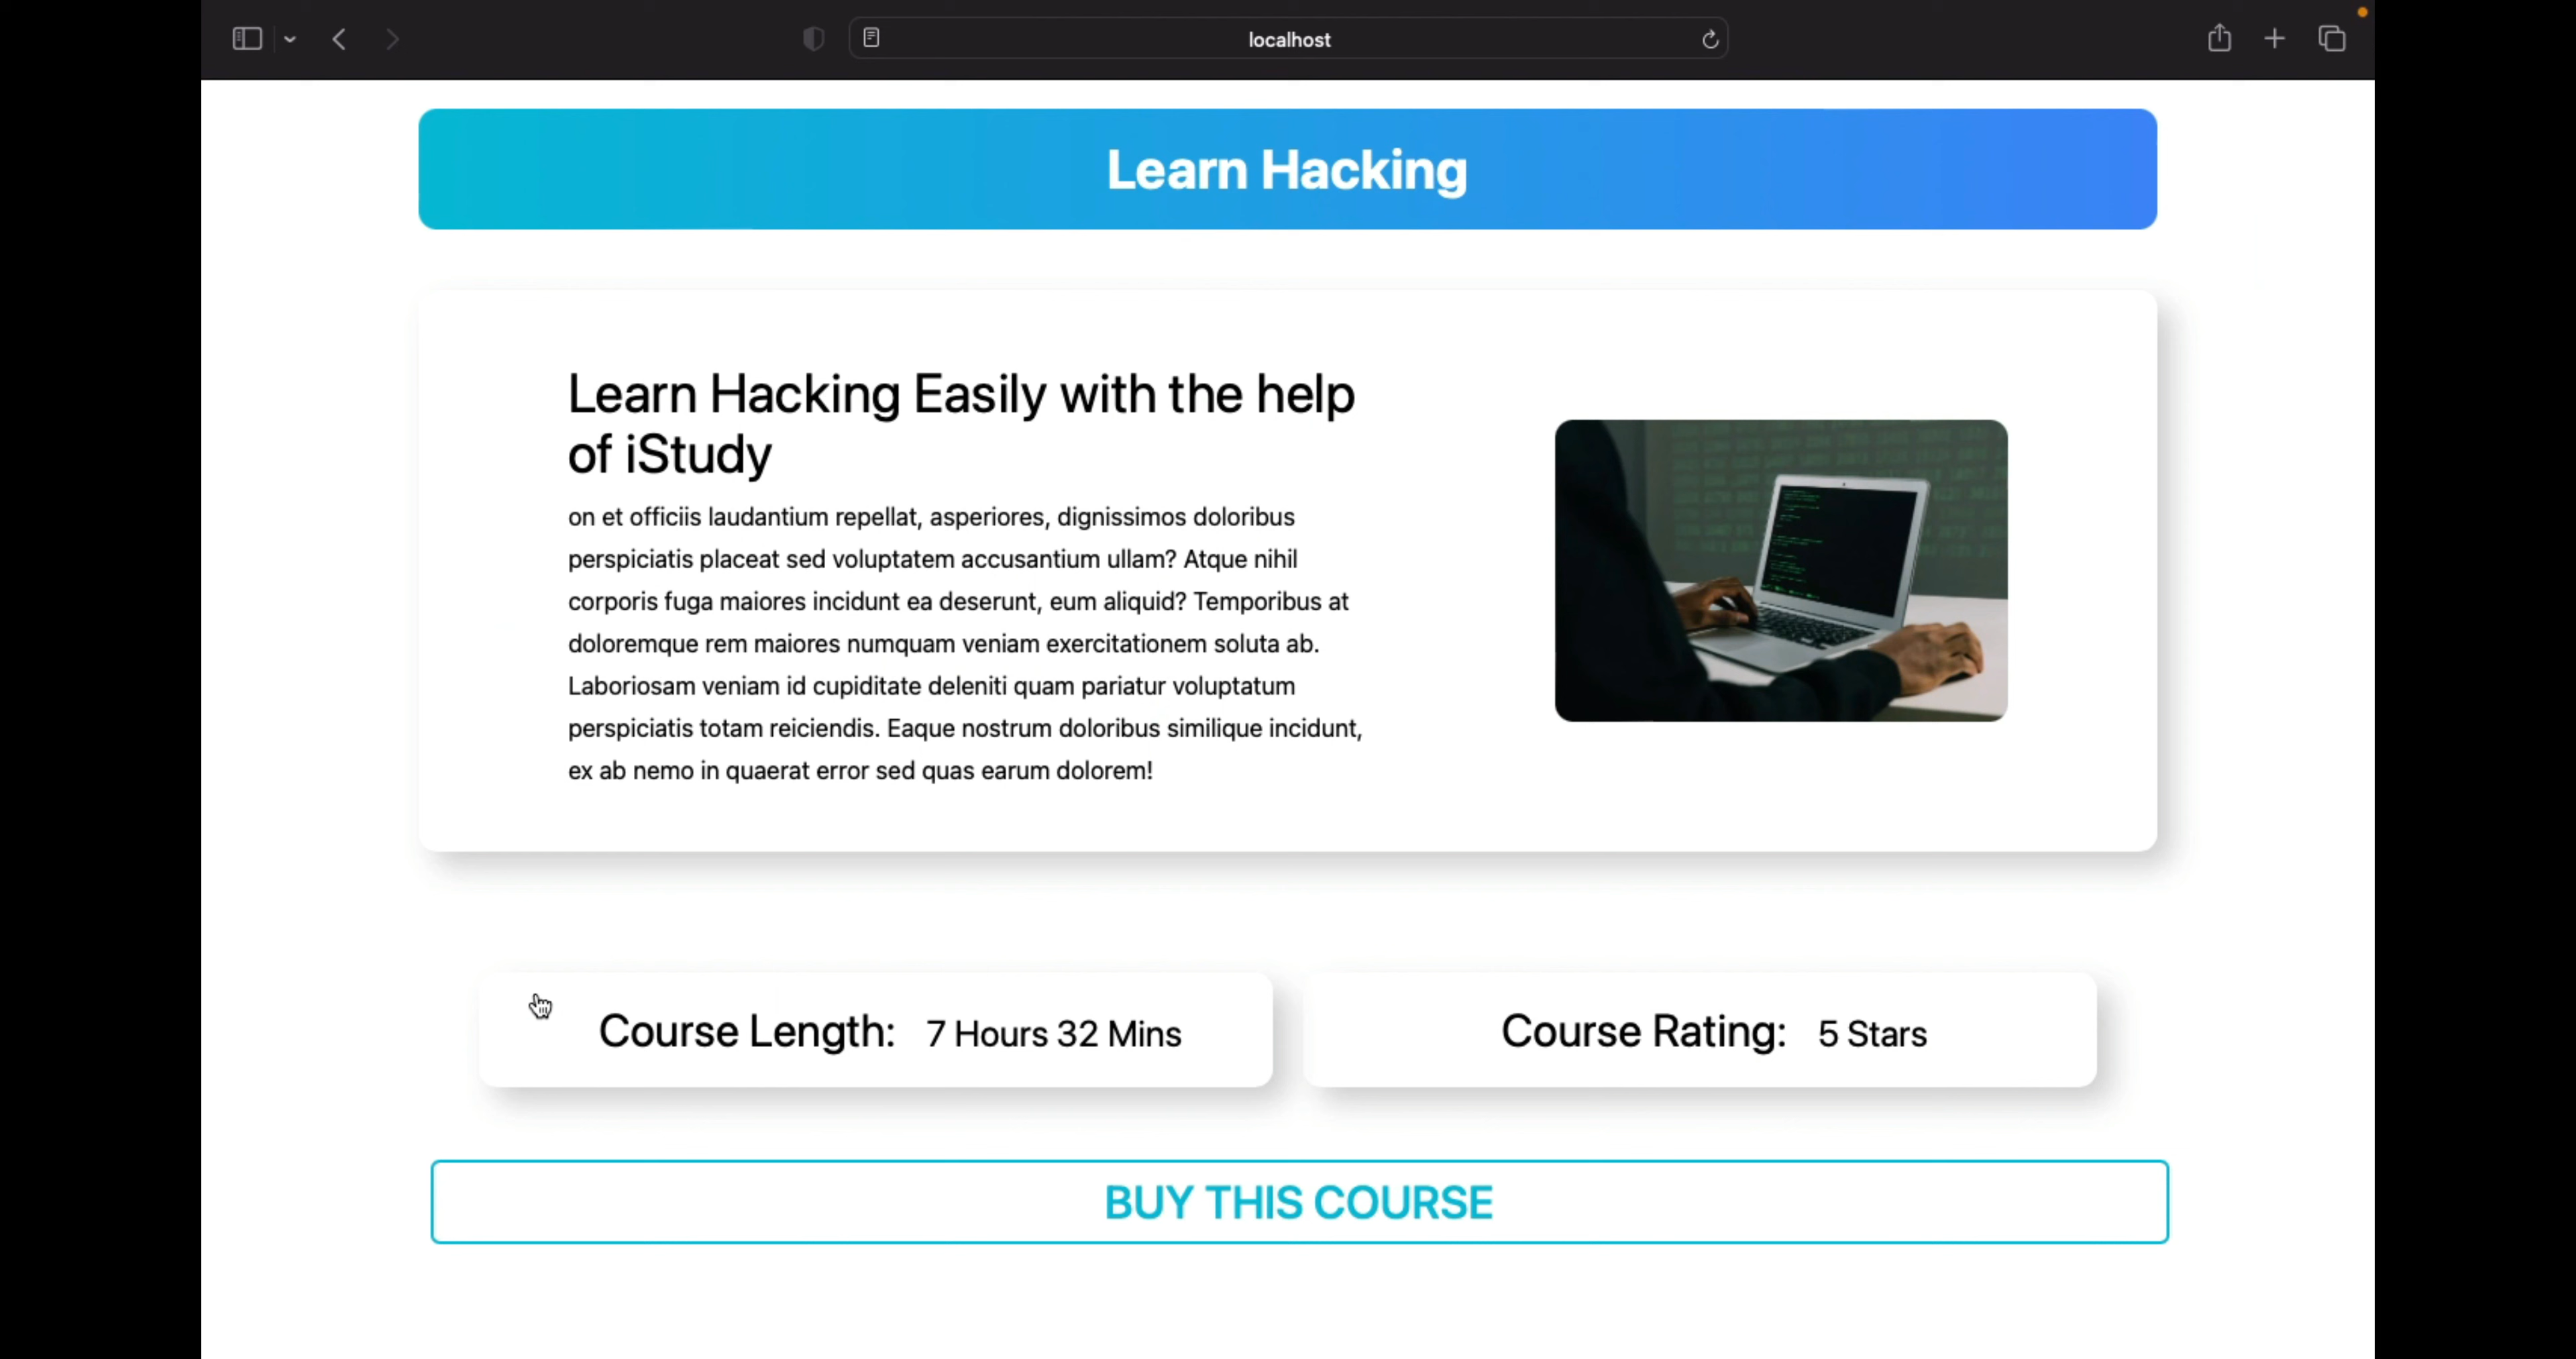 localhost
Learn Hacking
Learn Hacking Easily with the help
of iStudy
on et officiis laudantium repellat, asperiores, dignissimos doloribus
perspiciatis placeat sed voluptatem accusantium ullam? Atque nihil
corporis fuga maiores incidunt ea deserunt, eum aliquid? Temporibus at
doloremque rem maiores numquam veniam exercitationem soluta ab.
Laboriosam veniam id cupiditate deleniti quam pariatur voluptatum
perspiciatis totam reiciendis. Eaque nostrum doloribus similique incidunt,
ex ab nemo in quaerat error sed quas earum dolorem!
Course Length: 7 Hours 32 Mins
Course Rating: 5 Stars
BUY THIS COURSE